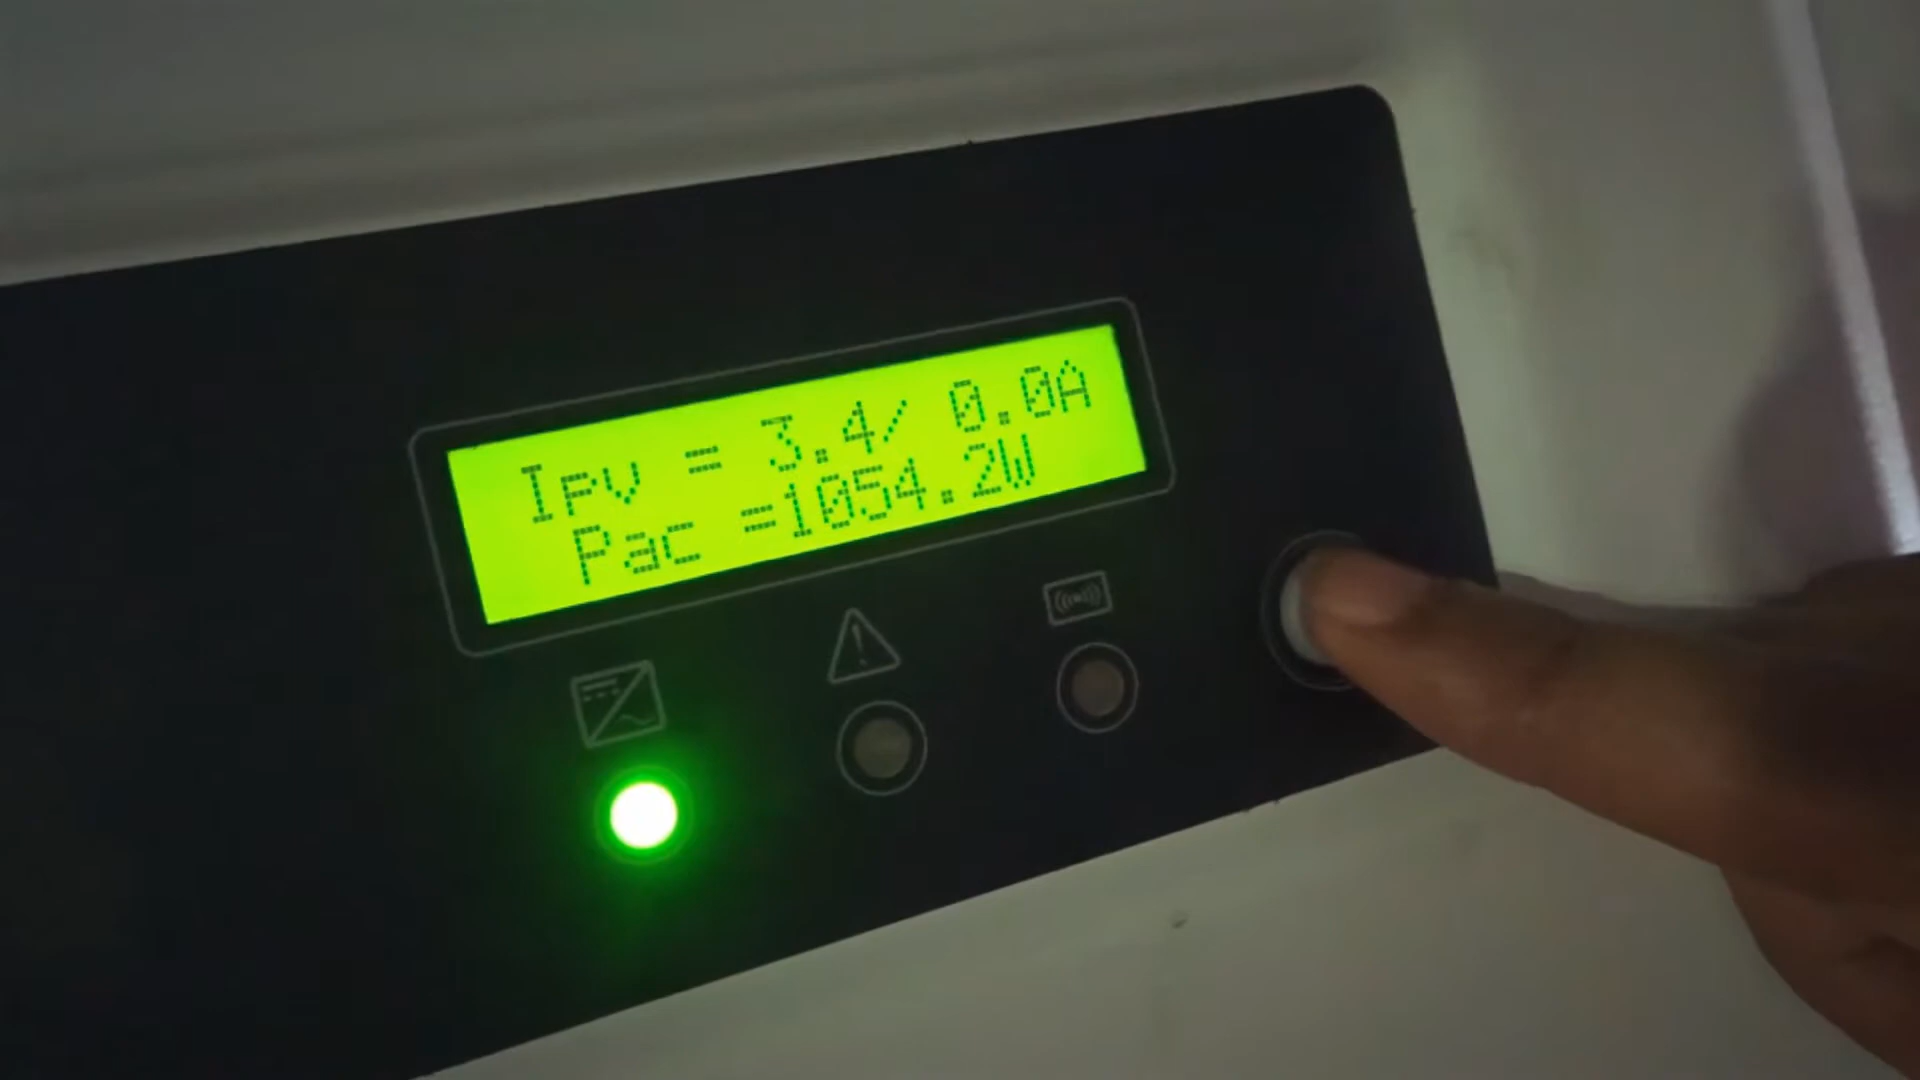 Ipv = 3.4/ 0.0A
Pac =1054.2W